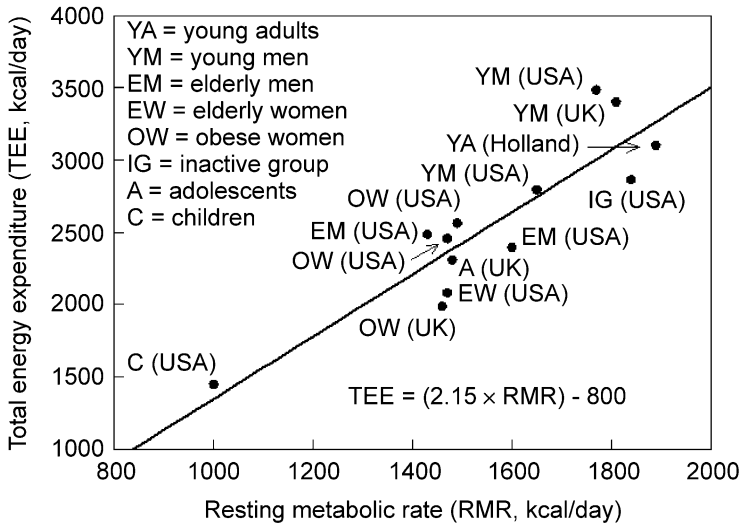 4000
3500
3000
2500
2000
1500
1000
Total energy expenditure (TEE, kcal/day)
YA = young adults
YM = young men
EM = elderly men
EW = elderly women
OW = obese women
IG = inactive group
A = adolescents
C = children
YM (USA)
YM (UK)
YA (Holland)
YM (USA)
IG (USA)
OW (USA)
EM (USA)
EM (USA)
OW (USA)
A (UK)
EW (USA)
OW (UK)
C (USA)
TEE = (2.15 × RMR) - 800
800 1000 1200 1400 1600 1800 2000
Resting metabolic rate (RMR, kcal/day)